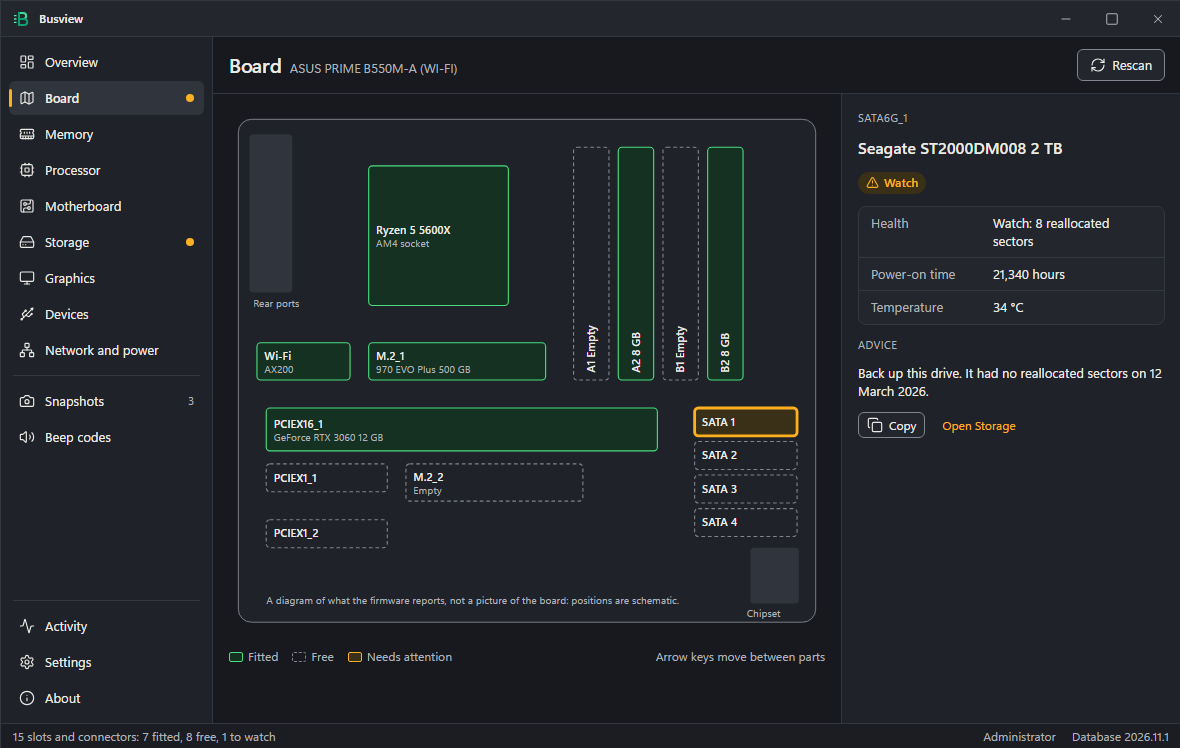 Busview
Overview
Board
Memory
Processor
Motherboard
Storage
Graphics
Devices
Network and power
Snapshots 3
Beep codes
Activity
Settings
About
Board ASUS PRIME B550M-A (WI-FI)
Rescan
Rear ports
Ryzen 5 5600X
AM4 socket
A1 Empty
A2 8 GB
B1 Empty
B2 8 GB
Wi-Fi
AX200
M.2_1
970 EVO Plus 500 GB
PCIEX16_1
GeForce RTX 3060 12 GB
PCIEX1_1
M.2_2
Empty
PCIEX1_2
SATA 1
SATA 2
SATA 3
SATA 4
Chipset
A diagram of what the firmware reports, not a picture of the board: positions are schematic.
Fitted
Free
Needs attention
Arrow keys move between parts
SATA6G_1
Seagate ST2000DM008 2 TB
Watch
Health Watch: 8 reallocated
sectors
Power-on time 21,340 hours
Temperature 34 °C
ADVICE
Back up this drive. It had no reallocated sectors on 12
March 2026.
Copy
Open Storage
15 slots and connectors: 7 fitted, 8 free, 1 to watch
Administrator
Database 2026.11.1